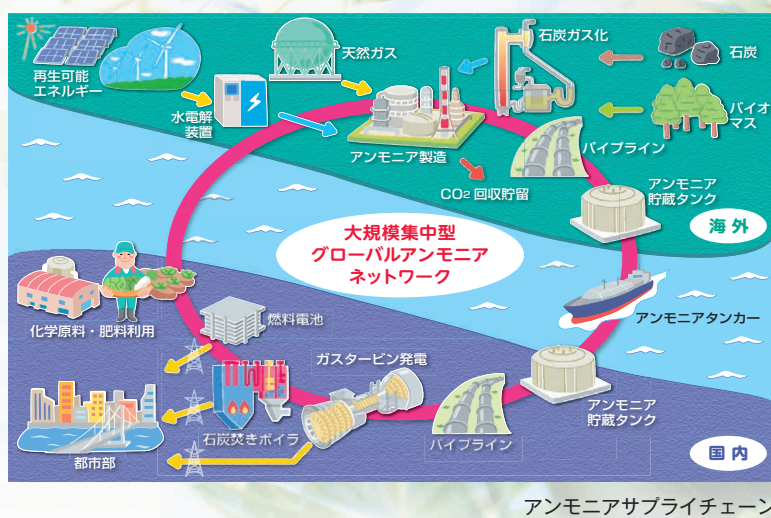 再生可能
エネルギー
水電解
装置
天然ガス
石炭ガス化
石炭
バイオ
マス
アンモニア製造
パイプライン
CO2 回収貯留
アンモニア
貯蔵タンク
海外
大規模集中型
グローバルアンモニア
ネットワーク
アンモニアタンカー
化学原料・肥料利用
燃料電池
ガスタービン発電
石炭焚きボイラ
パイプライン
アンモニア
貯蔵タンク
都市部
国内
アンモニアサプライチェーン